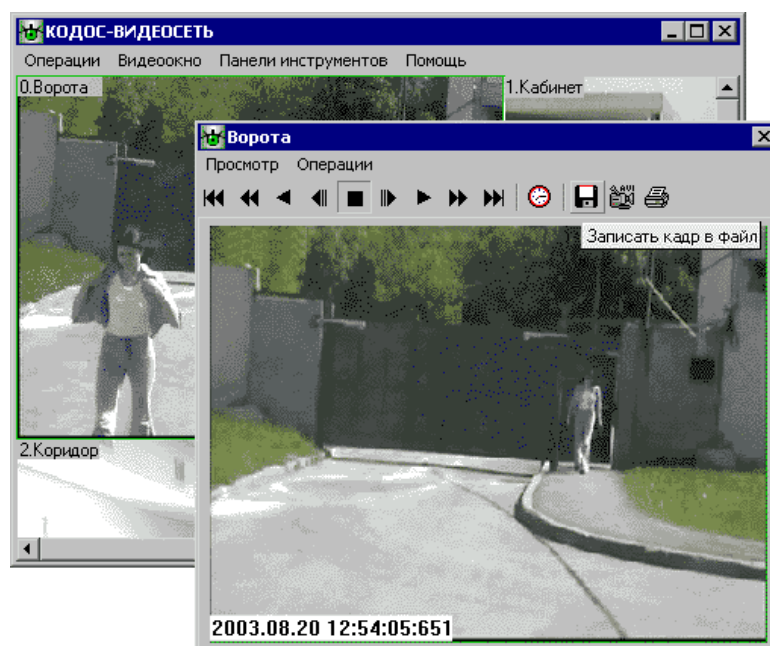 КОДОС-ВИДЕОСЕТЬ
Операции Видеоокно Панели инструментов Помощь
0.Ворота
1.Кабинет
Ворота
Просмотр Операции
AVI
Записать кадр в файл
2.Коридор
2003.08.20 12:54:05:651